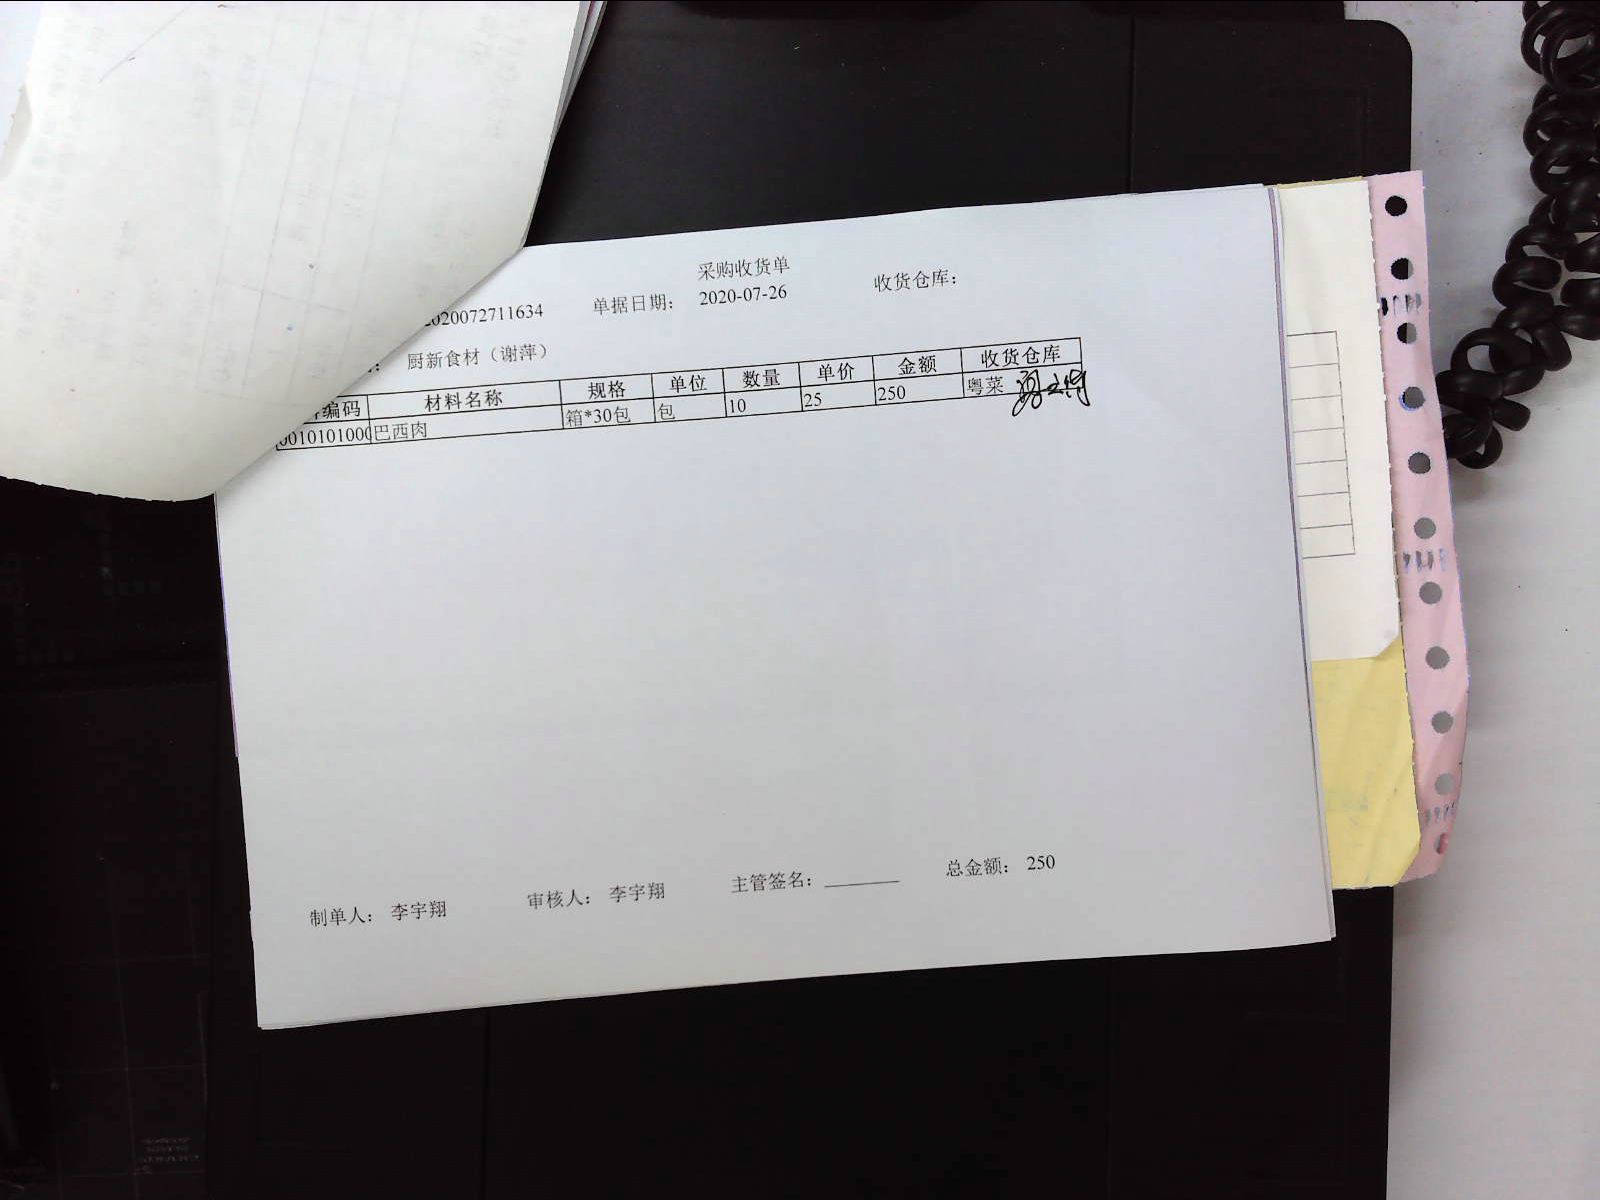 采购收货单
2020072711634 单据日期： 2020-07-26 收货仓库：
： 厨新食材（谢萍）
编码 材料名称 规格 单位 数量 单价 金额 收货仓库
0010101000 巴西肉 箱*30包 包 10 25 250 粤菜
制单人： 李宇翔 审核人： 李宇翔 主管签名： 总金额： 250